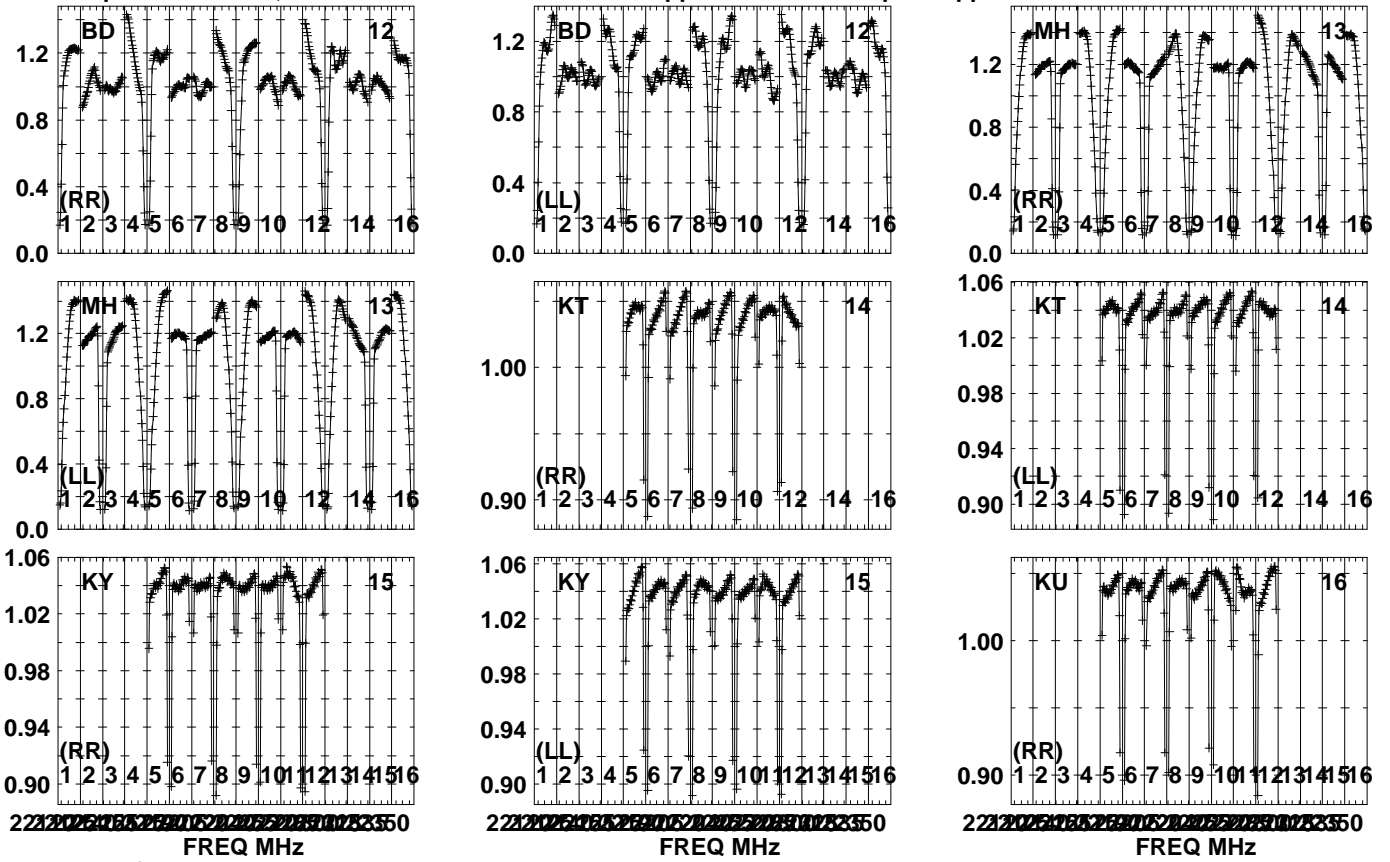 BD 12
1.2
0.8
0.4
0.0
(RR)
1 2 3 4 5 6 7 8 9 10 12 14 16
BD 12
1.2
0.8
0.4
0.0
(LL)
1 2 3 4 5 6 7 8 9 10 12 14 16
MH 13
1.2
0.8
0.4
0.0
(RR)
1 2 3 4 5 6 7 8 9 10 12 14 16
MH 13
1.2
0.8
0.4
0.0
(LL)
1 2 3 4 5 6 7 8 9 10 12 14 16
KT 14
1.00
0.90
(RR)
1 2 3 4 5 6 7 8 9 10 12 14 16
KT 14
1.06
1.02
0.98
0.94
0.90
(LL)
1 2 3 4 5 6 7 8 9 10 12 14 16
KY 15
1.06
1.02
0.98
0.94
0.90
(RR)
1 2 3 4 5 6 7 8 9 10 11 12 13 14 15 16
KY 15
1.06
1.02
0.98
0.94
0.90
(LL)
1 2 3 4 5 6 7 8 9 10 11 12 13 14 15 16
KU 16
1.00
0.90
(RR)
1 2 3 4 5 6 7 8 9 10 11 12 13 14 15 16
FREQ MHz
FREQ MHz
FREQ MHz